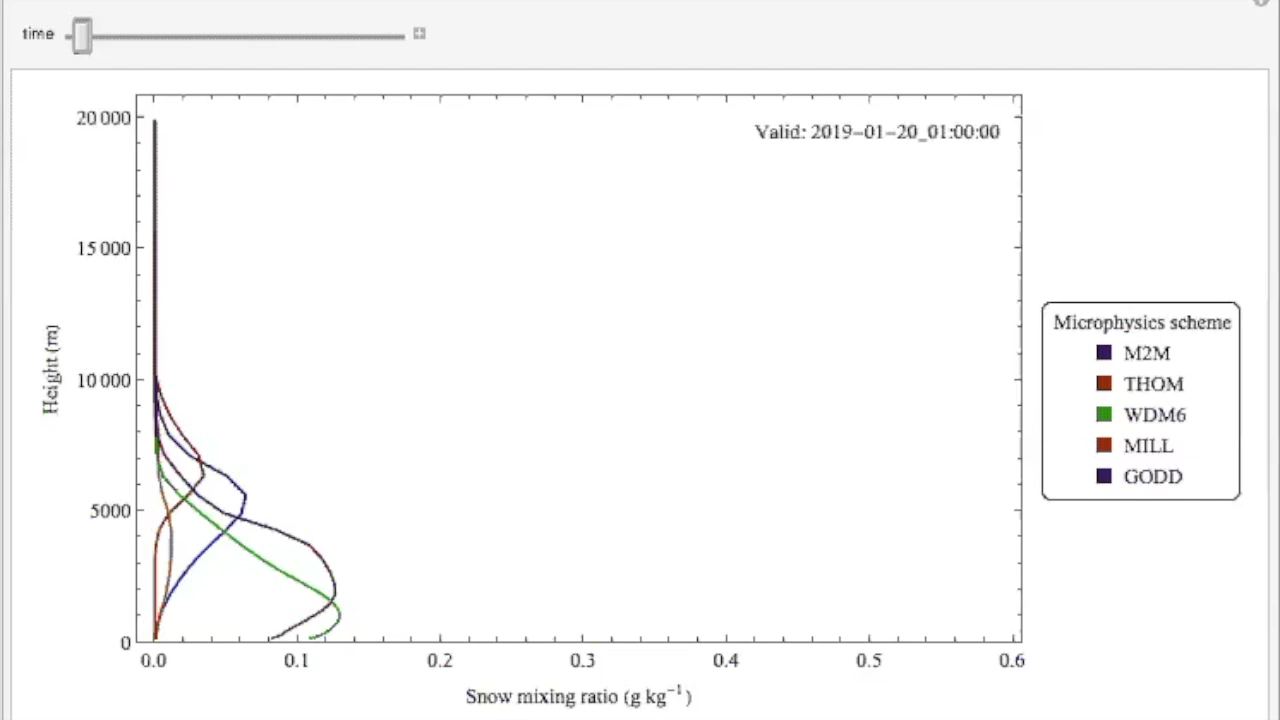 time
Valid: 2019-01-20_01:00:00
20 000
15 000
10 000
5000
0
Height (m)
0.0 0.1 0.2 0.3 0.4 0.5 0.6
Snow mixing ratio (g kg⁻¹)
Microphysics scheme
M2M
THOM
WDM6
MILL
GODD